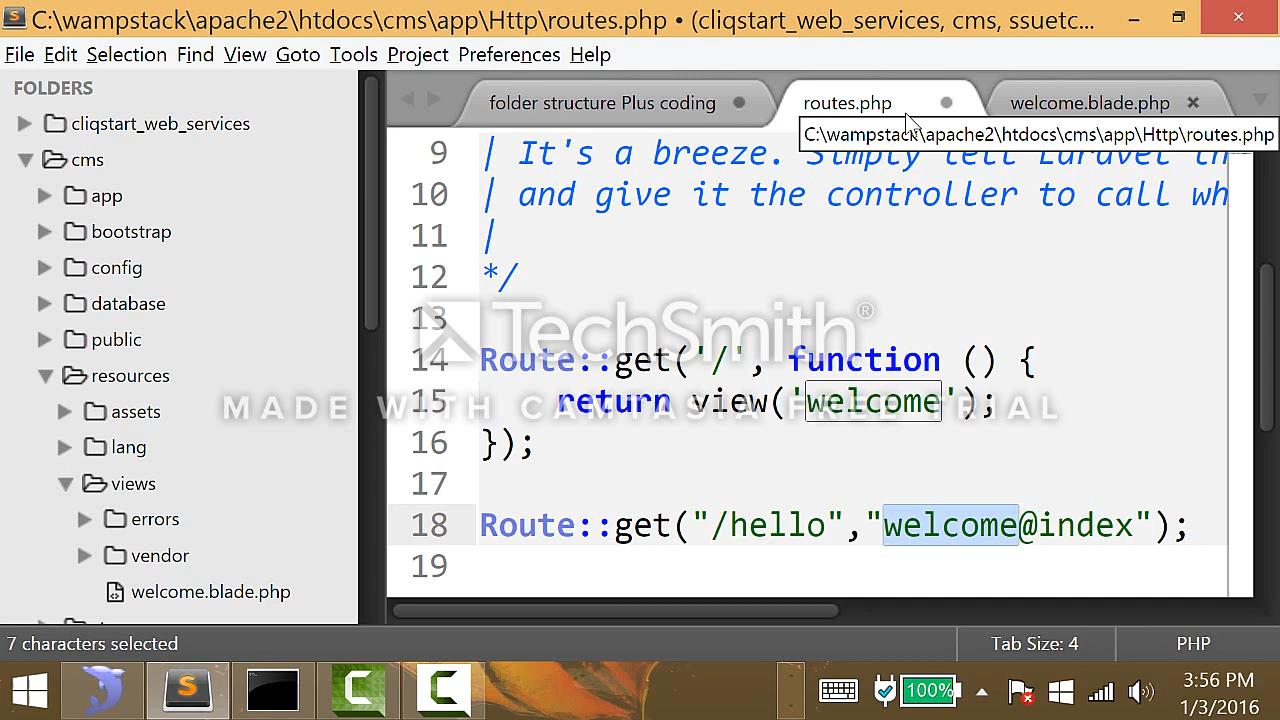 C:\wampstack\apache2\htdocs\cms\app\Http\routes.php • (cliqstart_web_services, cms, ssuetc...
File Edit Selection Find View Goto Tools Project Preferences Help
FOLDERS
cliqstart_web_services
cms
app
bootstrap
config
database
public
resources
assets
lang
views
errors
vendor
welcome.blade.php
folder structure Plus coding
routes.php
welcome.blade.php
C:\wampstack\apache2\htdocs\cms\app\Http\routes.php
9 | It's a breeze. Simply tell Laravel th
10 | and give it the controller to call wh
11 |
12 */
13
14 Route::get('/', function () {
15 return view('welcome');
16 });
17
18 Route::get("/hello","welcome@index");
19
TechSmith®
MADE WITH CAMTASIA FREE TRIAL
7 characters selected
Tab Size: 4
PHP
100%
3:56 PM
1/3/2016